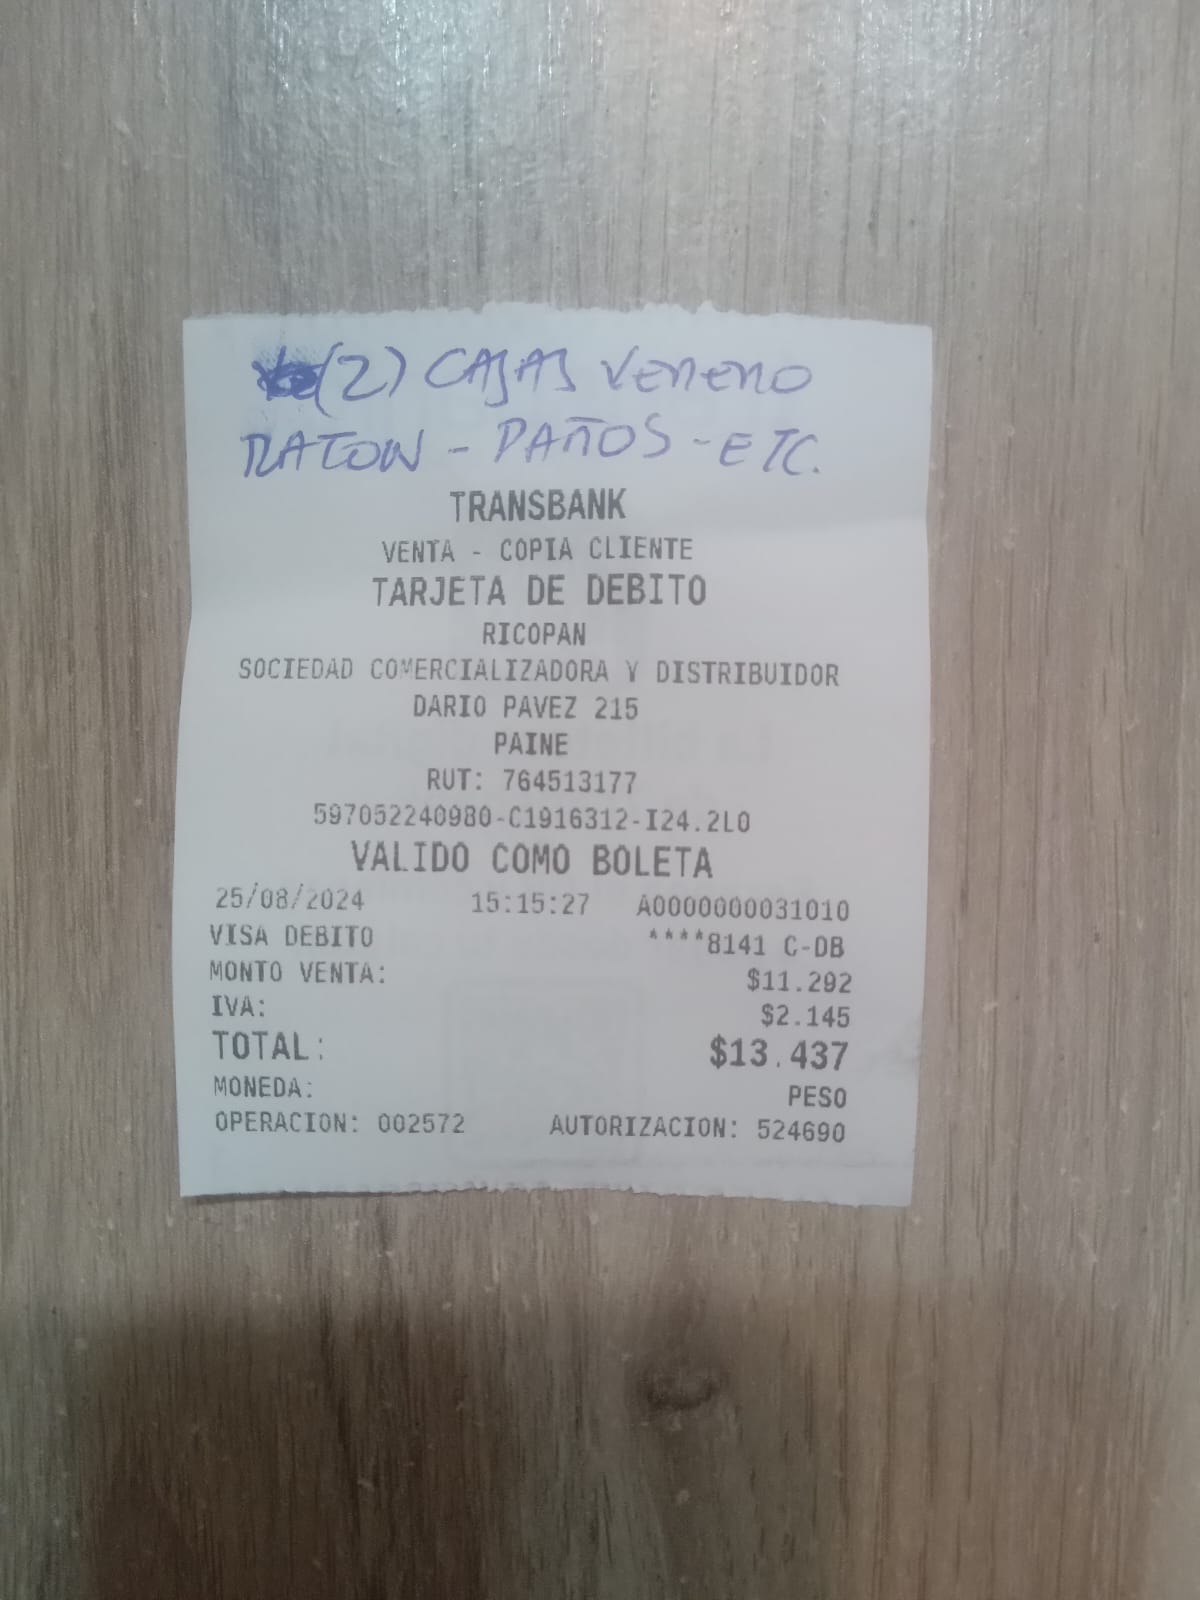 (2) CAJAS VENENO
RATON - PAÑOS - ETC.
TRANSBANK
VENTA - COPIA CLIENTE
TARJETA DE DEBITO
RICOPAN
SOCIEDAD COMERCIALIZADORA Y DISTRIBUIDOR
DARIO PAVEZ 215
PAINE
RUT: 764513177
597052240980-C1916312-I24.2L0
VALIDO COMO BOLETA
25/08/2024 15:15:27 A0000000031010
VISA DEBITO ****8141 C-DB
MONTO VENTA: $11.292
IVA: $2.145
TOTAL: $13.437
MONEDA: PESO
OPERACION: 002572 AUTORIZACION: 524690